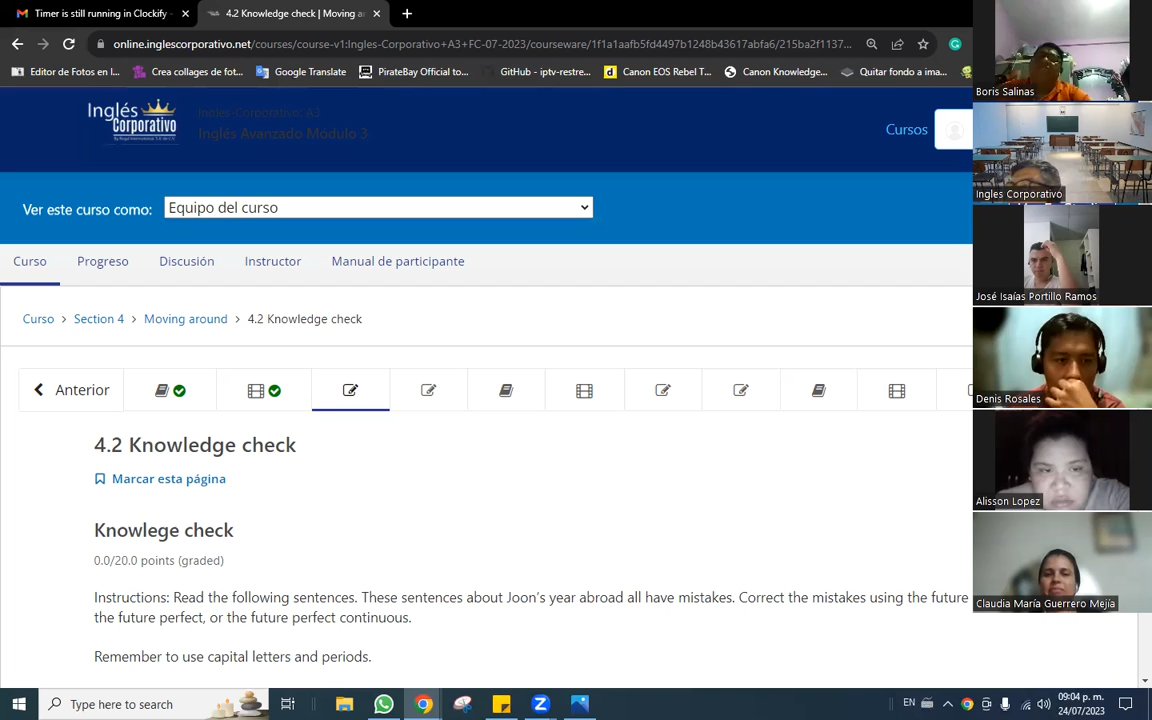 Timer is still running in Clockify -
4.2 Knowledge check | Moving a
online.inglescorporativo.net/courses/course-v1:Ingles-Corporativo+A3+FC-07-2023/courseware/1f1a1aafb5fd4497b1248b43617abfa6/215ba2f1137...
Editor de Fotos en l...
Crea collages de fot...
Google Translate
PirateBay Official to...
GitHub - iptv-restre...
Canon EOS Rebel T...
Canon Knowledge...
Quitar fondo a ima...
Inglés
Corporativo
Ingles-Corporativo: A3
Inglés Avanzado Módulo 3
Cursos
Ver este curso como:
Equipo del curso
Curso
Progreso
Discusión
Instructor
Manual de participante
Curso > Section 4 > Moving around > 4.2 Knowledge check
Anterior
4.2 Knowledge check
Marcar esta página
Knowlege check
0.0/20.0 points (graded)
Instructions: Read the following sentences. These sentences about Joon's year abroad all have mistakes. Correct the mistakes using the future
the future perfect, or the future perfect continuous.
Remember to use capital letters and periods.
Boris Salinas
Ingles Corporativo
José Isaías Portillo Ramos
Denis Rosales
Alisson Lopez
Claudia María Guerrero Mejía
Type here to search
EN
09:04 p. m.
24/07/2023